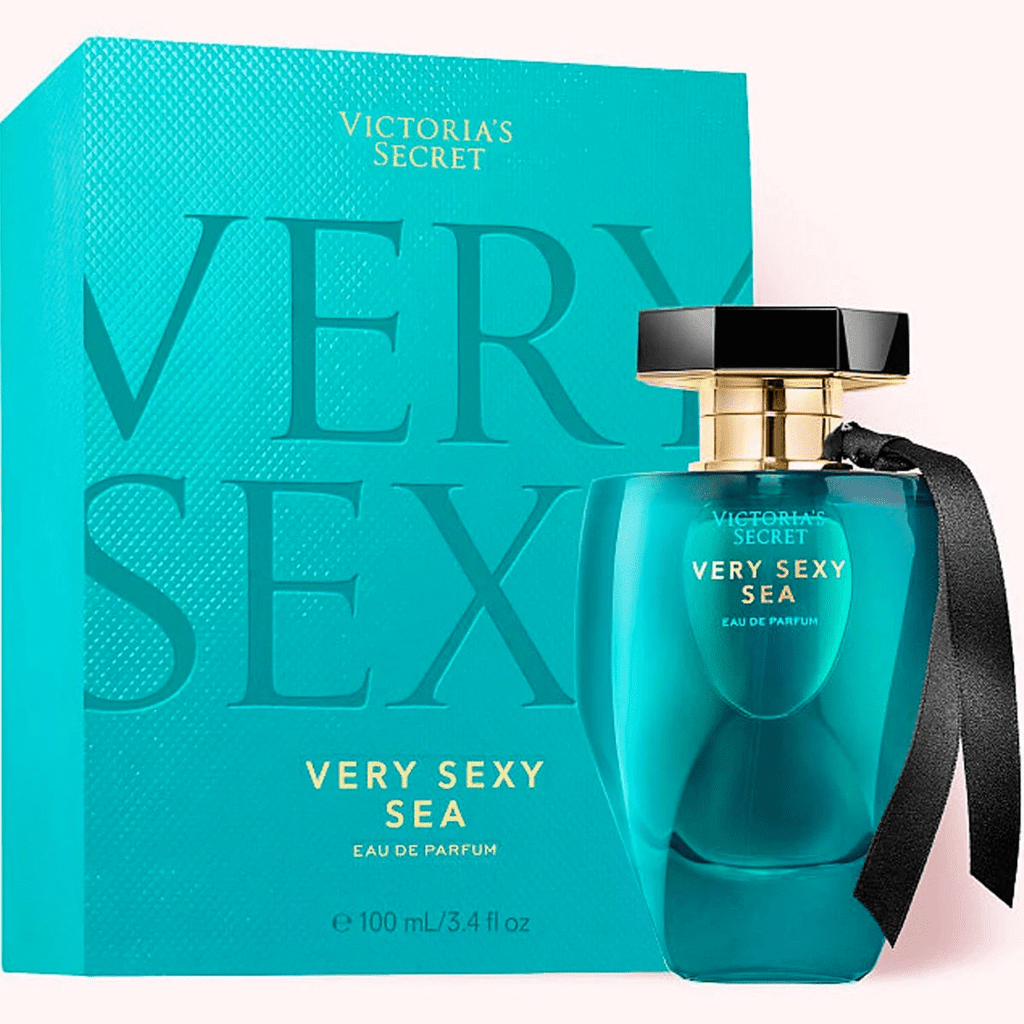 VICTORIA'S
SECRET
VERY
SEXY
VERY SEXY
SEA
EAU DE PARFUM
℮ 100 mL/3.4 fl oz
VICTORIA'S
SECRET
VERY SEXY
SEA
EAU DE PARFUM